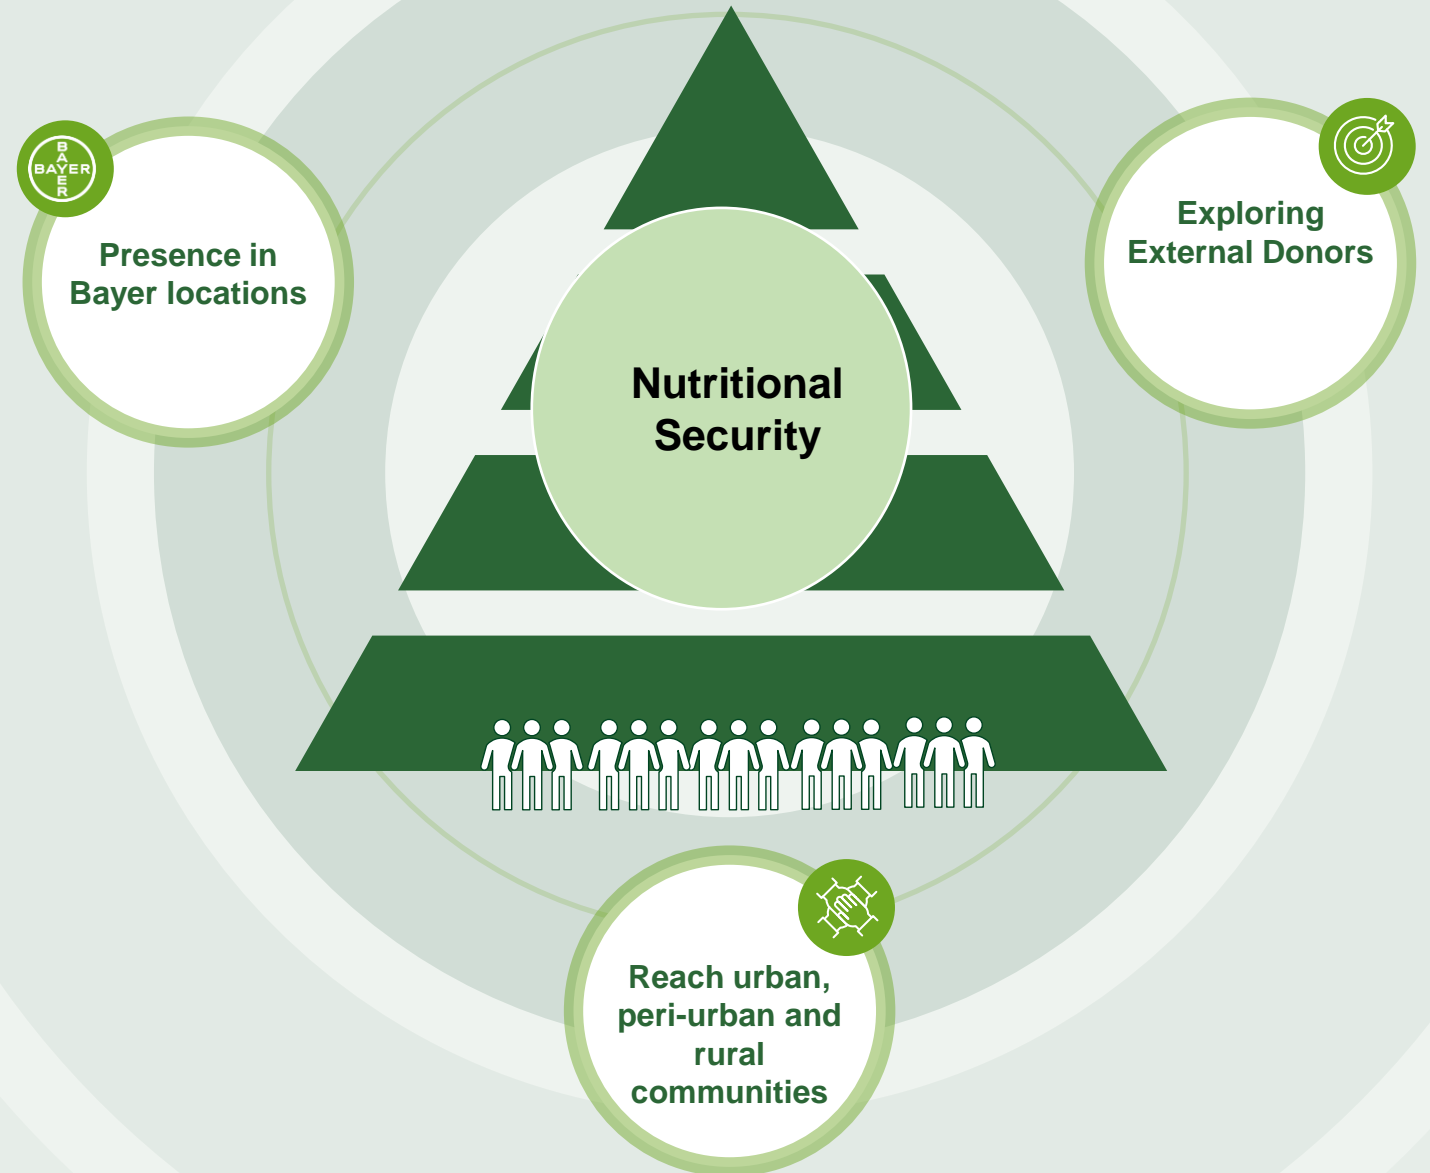 BAYER
BAYER
Presence in
Bayer locations
Exploring
External Donors
Nutritional
Security
Reach urban,
peri-urban and
rural
communities